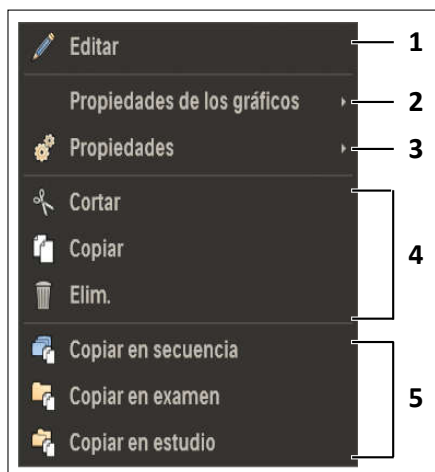 Editar 1
Propiedades de los gráficos 2
Propiedades 3
Cortar
Copiar 4
Elim.
Copiar en secuencia
Copiar en examen 5
Copiar en estudio